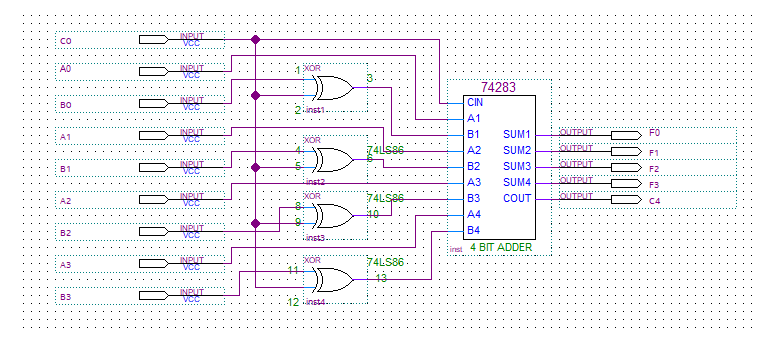 C0 INPUT VCC
A0 INPUT VCC
B0 INPUT VCC
A1 INPUT VCC
B1 INPUT VCC
A2 INPUT VCC
B2 INPUT VCC
A3 INPUT VCC
B3 INPUT VCC
XOR
1 3
2 inst1
XOR
74LS86
4 6
5
inst2
XOR
74LS86
8 10
9
inst3
XOR
74LS86
11 13
12 inst4
74283
CIN
A1
B1 SUM1
A2 SUM2
B2 SUM3
A3 SUM4
B3 COUT
A4
B4
inst 4 BIT ADDER
OUTPUT F0
OUTPUT F1
OUTPUT F2
OUTPUT F3
OUTPUT C4